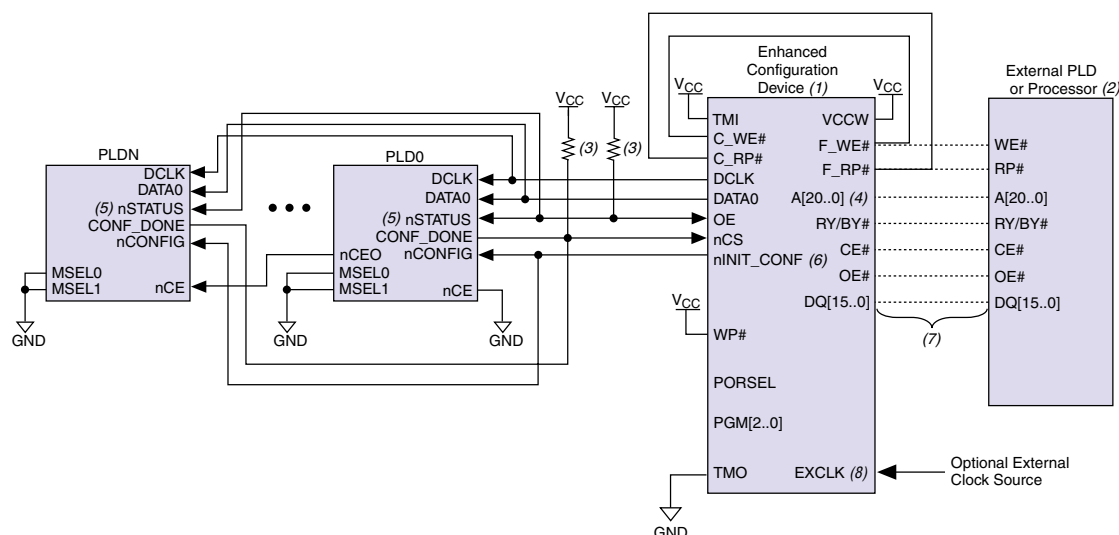 Enhanced
Configuration
Device (1)
External PLD
or Processor (2)
VCC
VCC
VCC
VCC
(3)
(3)
PLDN
DCLK
DATA0
(5) nSTATUS
CONF_DONE
nCONFIG
MSEL0
MSEL1
nCE
GND
PLD0
DCLK
DATA0
(5) nSTATUS
CONF_DONE
nCONFIG
nCEO
MSEL0
MSEL1
nCE
GND
GND
TMI
C_WE#
C_RP#
DCLK
DATA0
OE
nCS
nINIT_CONF (6)
VCC
WP#
PORSEL
PGM[2..0]
TMO
GND
VCCW
F_WE#
F_RP#
A[20..0] (4)
RY/BY#
CE#
OE#
DQ[15..0]
EXCLK (8)
(7)
WE#
RP#
A[20..0]
RY/BY#
CE#
OE#
DQ[15..0]
Optional External
Clock Source